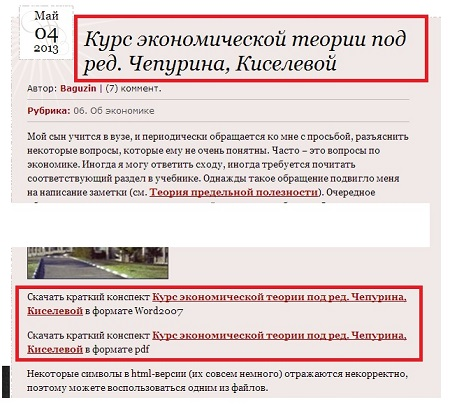 Май
04
2013
Курс экономической теории под
ред. Чепурина, Киселевой
Автор: Baguzin | (7) коммент.
Рубрика: 06. Об экономике
Мой сын учится в вузе, и периодически обращается ко мне с просьбой, разъяснить
некоторые вопросы, которые ему не очень понятны. Часто – это вопросы по
экономике. Иногда я могу ответить сходу, иногда требуется почитать
соответствующий раздел в учебнике. Однажды такое обращение подвигло меня
на написание заметки (см. Теория предельной полезности). Очередное
Скачать краткий конспект Курс экономической теории под ред. Чепурина,
Киселевой в формате Word2007
Скачать краткий конспект Курс экономической теории под ред. Чепурина,
Киселевой в формате pdf
Некоторые символы в html-версии (их совсем немного) отражаются некорректно,
поэтому можете воспользоваться одним из файлов.